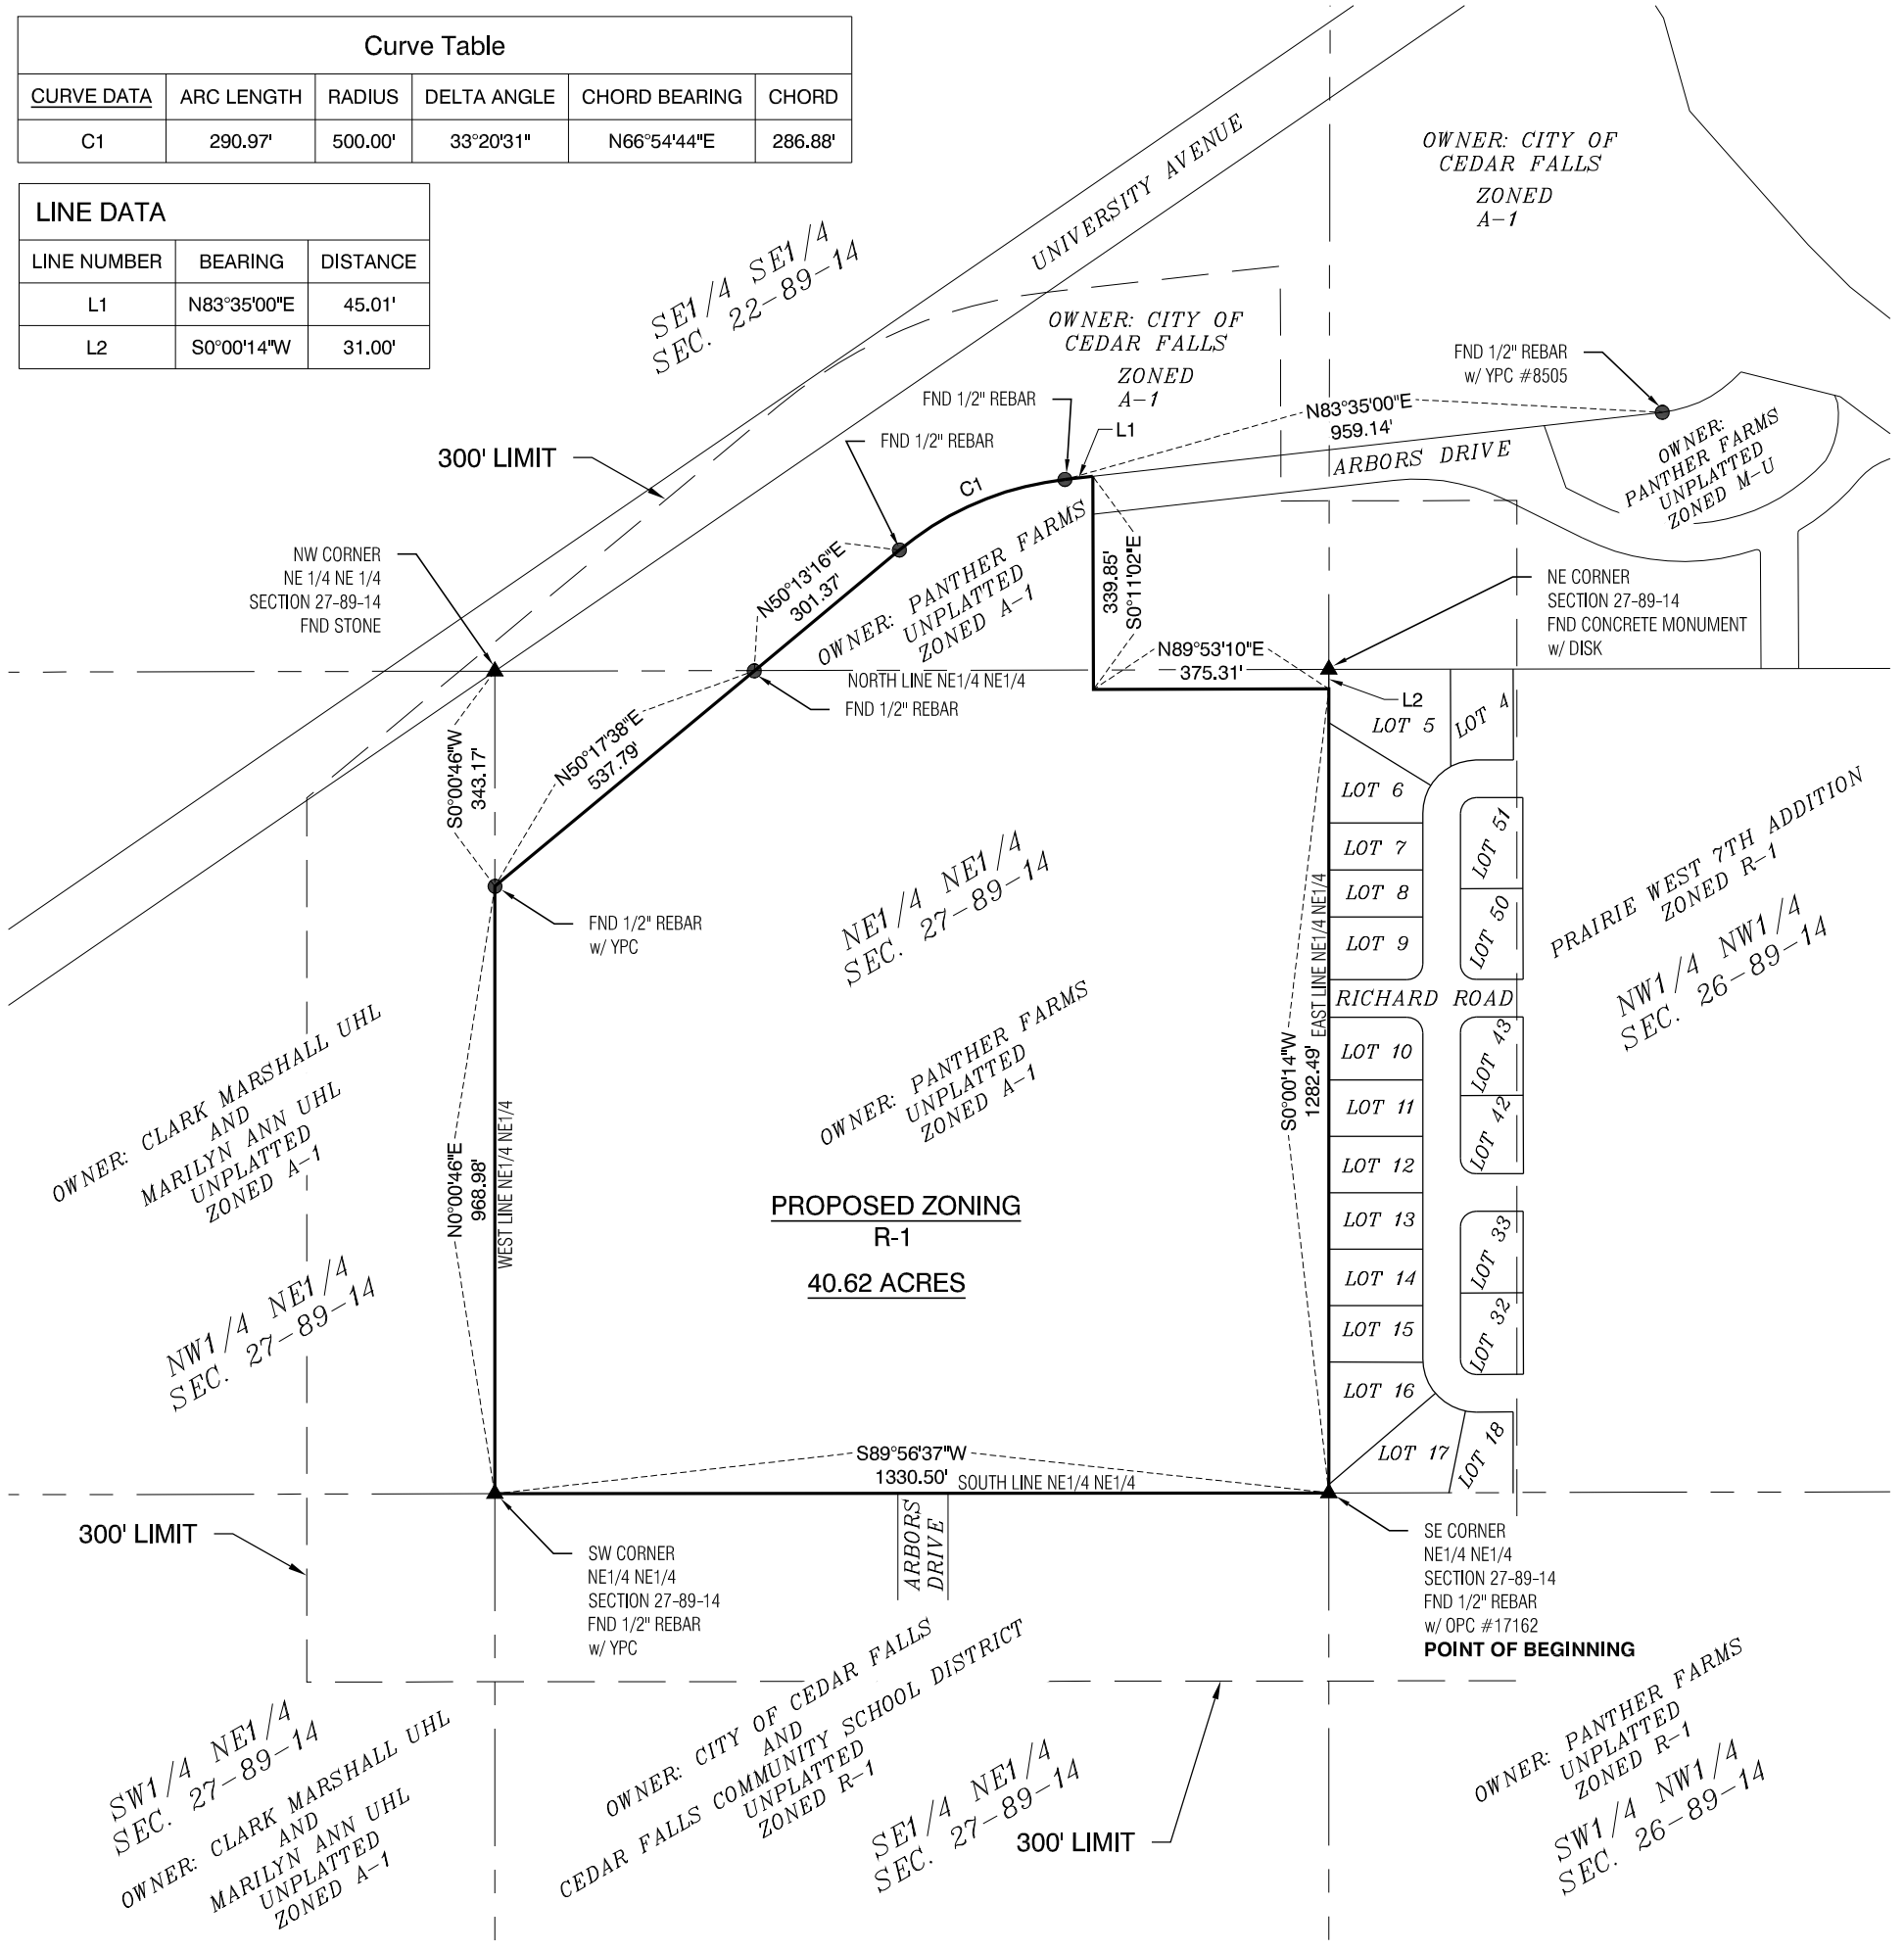 Curve Table
CURVE DATA ARC LENGTH RADIUS DELTA ANGLE CHORD BEARING CHORD
C1 290.97' 500.00' 33°20'31" N66°54'44"E 286.88'
LINE DATA
LINE NUMBER BEARING DISTANCE
L1 N83°35'00"E 45.01'
L2 S0°00'14"W 31.00'
UNIVERSITY AVENUE
OWNER: CITY OF
CEDAR FALLS
ZONED
A-1
SE1/4 SE1/4
SEC. 22-89-14
OWNER: CITY OF
CEDAR FALLS
ZONED
A-1
FND 1/2" REBAR
w/ YPC #8505
FND 1/2" REBAR
N83°35'00"E
959.14'
L1
FND 1/2" REBAR
300' LIMIT
ARBORS DRIVE
OWNER:
PANTHER FARMS
UNPLATTED
ZONED M-U
C1
NW CORNER
NE 1/4 NE 1/4
SECTION 27-89-14
FND STONE
N50°13'16"E
301.37'
OWNER: PANTHER FARMS
UNPLATTED
ZONED A-1
339.85'
S0°11'02"E
NE CORNER
SECTION 27-89-14
FND CONCRETE MONUMENT
w/ DISK
N89°53'10"E
375.31'
NORTH LINE NE1/4 NE1/4
FND 1/2" REBAR
L2
LOT 5
LOT 4
S0°00'46"W
343.17'
N50°17'38"E
537.79'
LOT 6
LOT 7
LOT 8
LOT 9
LOT 51
LOT 50
PRAIRIE WEST 7TH ADDITION
ZONED R-1
NW1/4 NW1/4
SEC. 26-89-14
FND 1/2" REBAR
w/ YPC
NE1/4 NE1/4
SEC. 27-89-14
EAST LINE NE1/4 NE1/4
S0°00'14"W
1282.49'
RICHARD ROAD
OWNER: PANTHER FARMS
UNPLATTED
ZONED A-1
LOT 10
LOT 11
LOT 12
LOT 13
LOT 14
LOT 15
LOT 16
LOT 17
LOT 18
LOT 43
LOT 42
LOT 33
LOT 32
OWNER: CLARK MARSHALL UHL
AND
MARILYN ANN UHL
UNPLATTED
ZONED A-1
N0°00'46"E
968.98'
WEST LINE NE1/4 NE1/4
PROPOSED ZONING
R-1
40.62 ACRES
NW1/4 NE1/4
SEC. 27-89-14
S89°56'37"W
1330.50'
SOUTH LINE NE1/4 NE1/4
300' LIMIT
SW CORNER
NE1/4 NE1/4
SECTION 27-89-14
FND 1/2" REBAR
w/ YPC
ARBORS
DRIVE
SE CORNER
NE1/4 NE1/4
SECTION 27-89-14
FND 1/2" REBAR
w/ OPC #17162
POINT OF BEGINNING
SW1/4 NE1/4
SEC. 27-89-14
OWNER: CLARK MARSHALL UHL
AND
MARILYN ANN UHL
UNPLATTED
ZONED A-1
OWNER: CITY OF CEDAR FALLS
AND
CEDAR FALLS COMMUNITY SCHOOL DISTRICT
UNPLATTED
ZONED R-1
SE1/4 NE1/4
SEC. 27-89-14
300' LIMIT
OWNER: PANTHER FARMS
UNPLATTED
ZONED R-1
SW1/4 NW1/4
SEC. 26-89-14